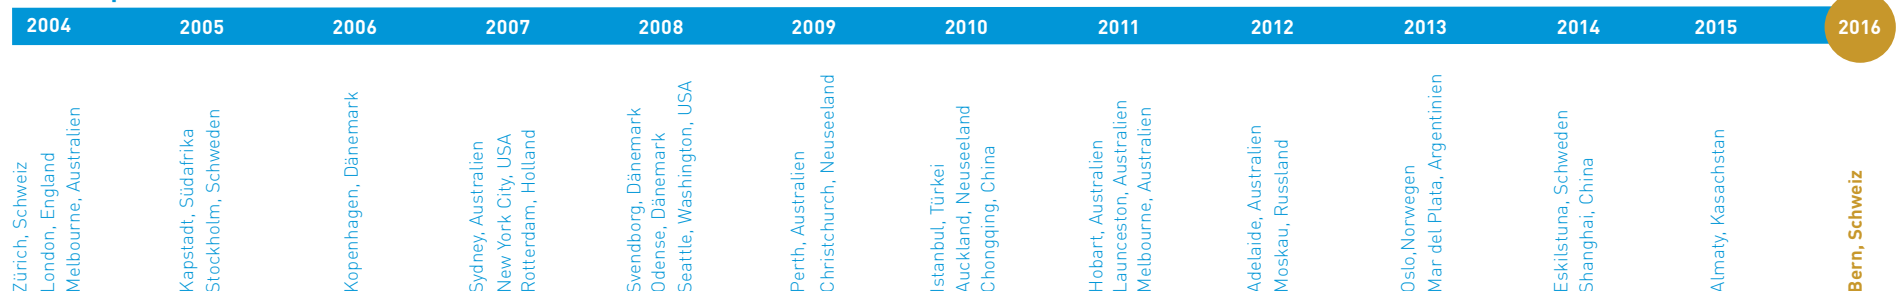 2004
2005
2006
2007
2008
2009
2010
2011
2012
2013
2014
2015
2016
Zürich, Schweiz
London, England
Melbourne, Australien
Kapstadt, Südafrika
Stockholm, Schweden
Kopenhagen, Dänemark
Sydney, Australien
New York City, USA
Rotterdam, Holland
Svendborg, Dänemark
Odense, Dänemark
Seattle, Washington, USA
Perth, Australien
Christchurch, Neuseeland
Istanbul, Türkei
Auckland, Neuseeland
Chongqing, China
Hobart, Australien
Launceston, Australien
Melbourne, Australien
Adelaide, Australien
Moskau, Russland
Oslo,Norwegen
Mar del Plata, Argentinien
Eskilstuna, Schweden
Shanghai, China
Almaty, Kasachstan
Bern, Schweiz